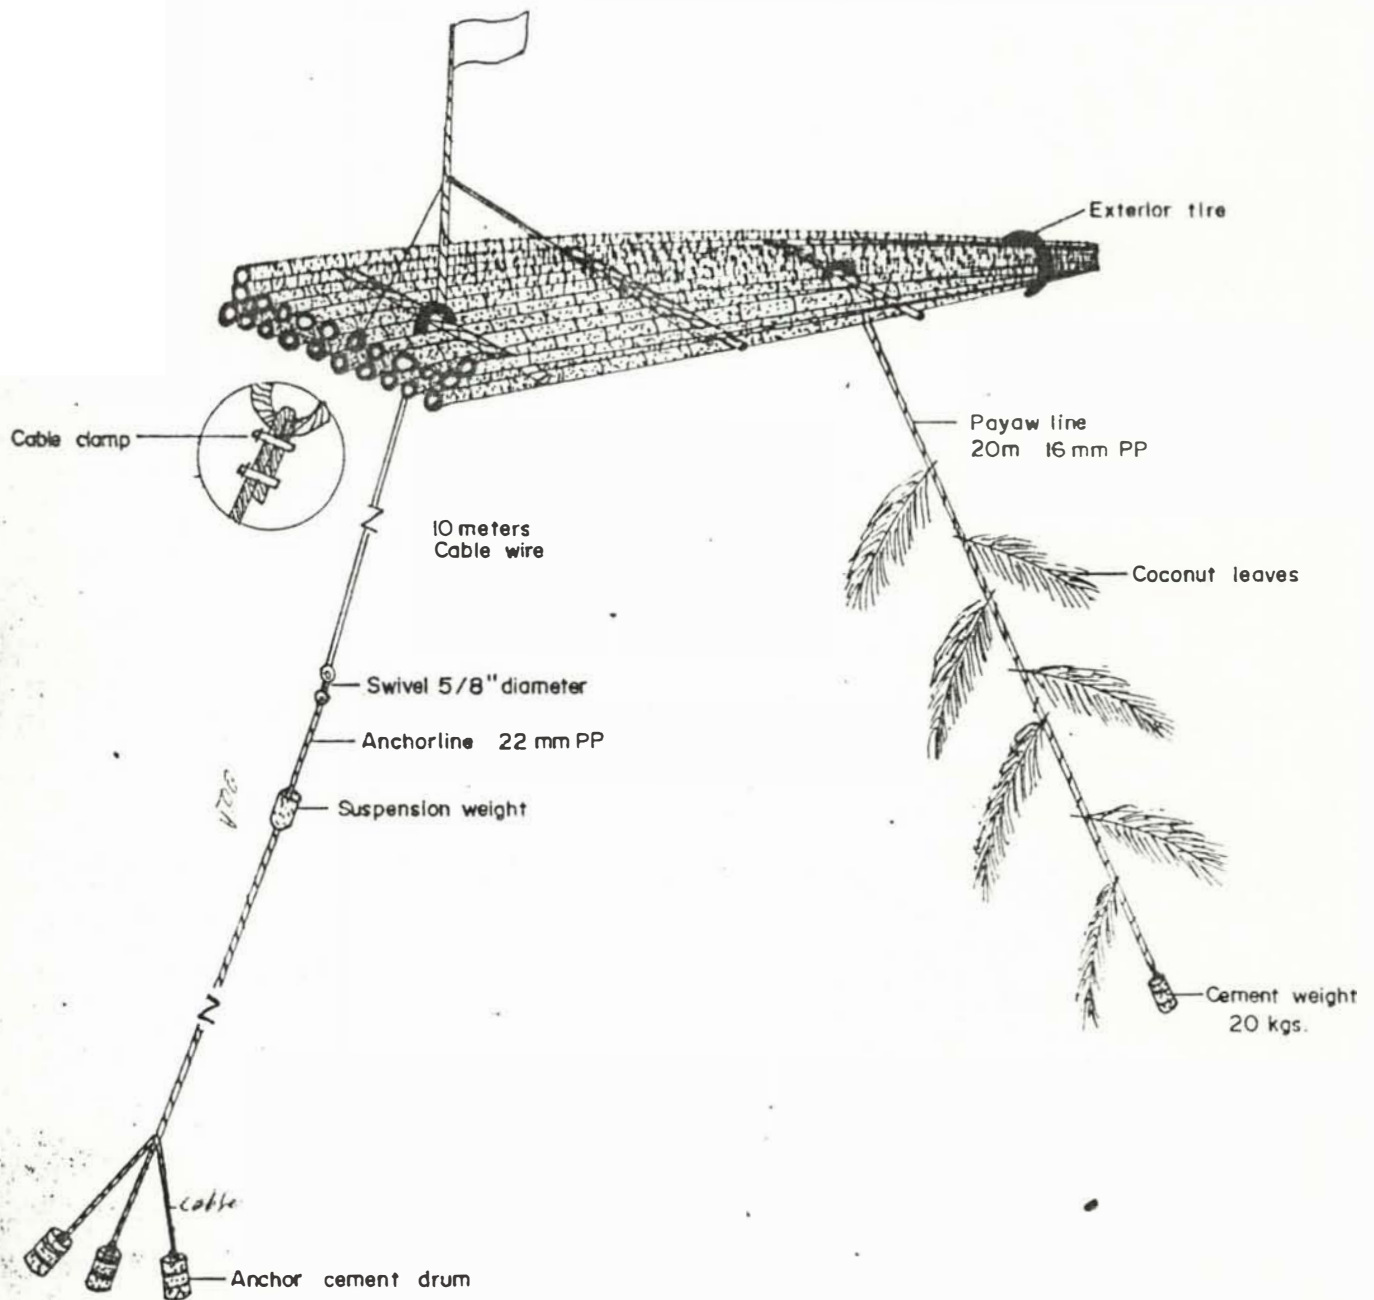 Exterior tire
Payaw line
20m 16 mm PP
Cable clamp
10 meters
Cable wire
Coconut leaves
Swivel 5/8" diameter
Anchorline 22 mm PP
Suspension weight
Cement weight
20 kgs.
cable
Anchor cement drum